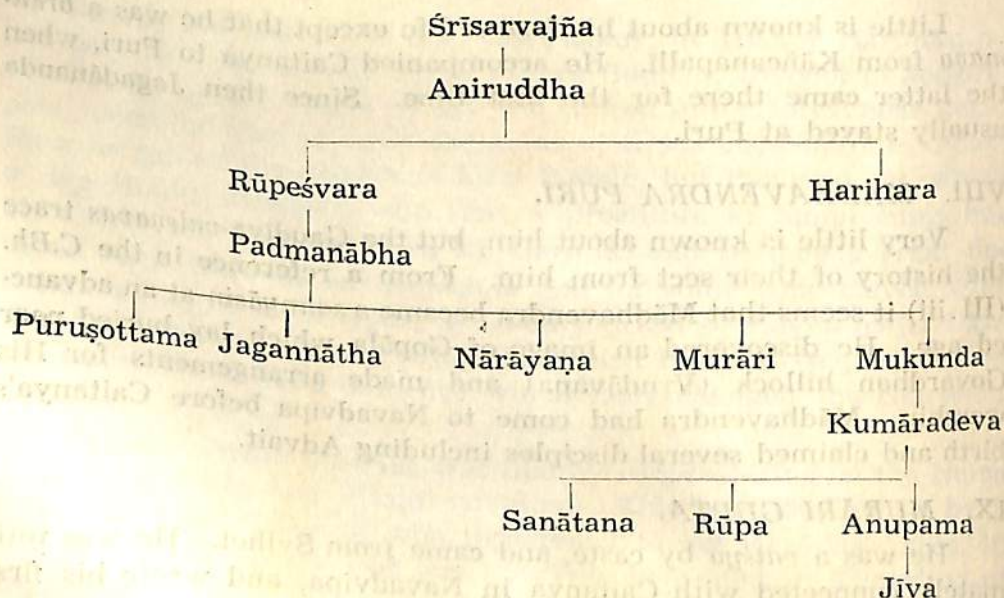 Śrīsarvajña
Aniruddha
Rūpeśvara Harihara
Padmanābha
Puruṣottama Jagannātha Nārāyaṇa Murāri Mukunda
Kumāradeva
Sanātana Rūpa Anupama
Jīva